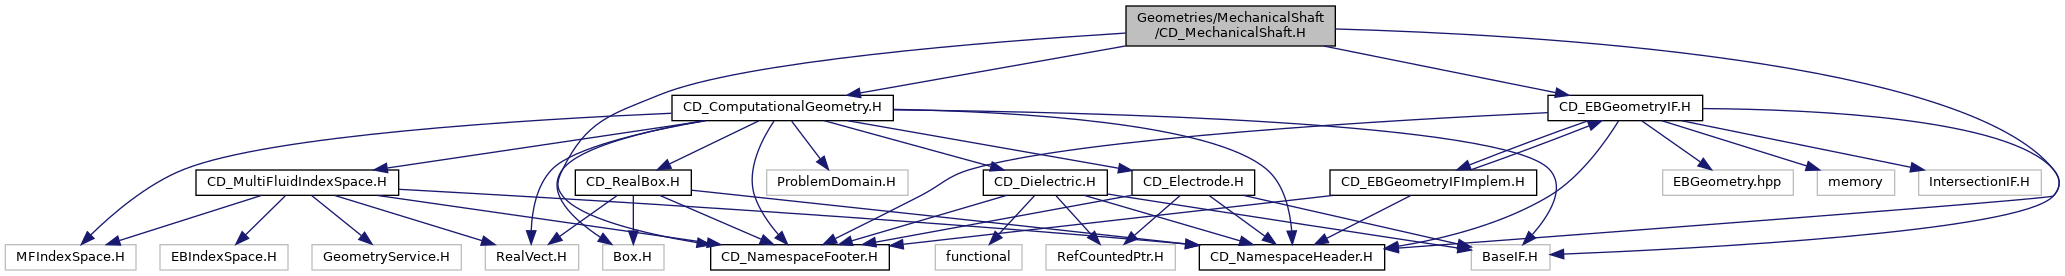 Geometries/MechanicalShaft
/CD_MechanicalShaft.H
CD_ComputationalGeometry.H
CD_EBGeometryIF.H
CD_MultiFluidIndexSpace.H
CD_RealBox.H
ProblemDomain.H
CD_Dielectric.H
CD_Electrode.H
CD_EBGeometryIFImplem.H
EBGeometry.hpp
memory
IntersectionIF.H
MFIndexSpace.H
EBIndexSpace.H
GeometryService.H
RealVect.H
Box.H
CD_NamespaceFooter.H
functional
RefCountedPtr.H
CD_NamespaceHeader.H
BaseIF.H